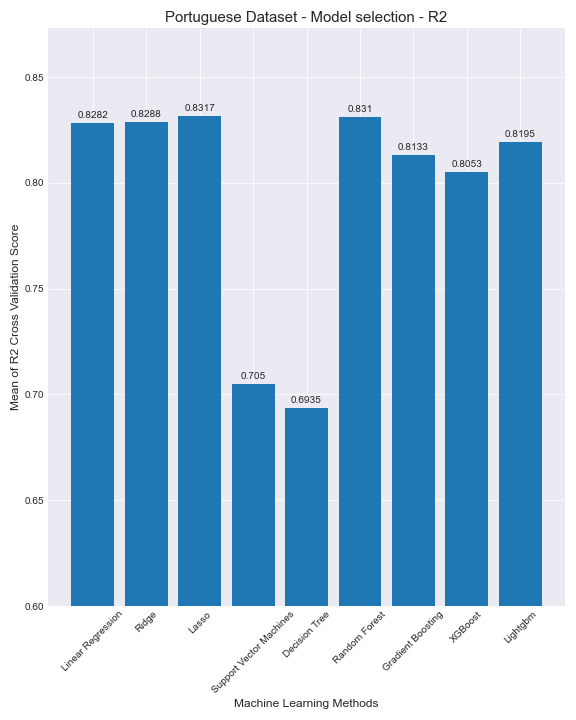 Portuguese Dataset - Model selection - R2
Mean of R2 Cross Validation Score
0.85
0.80
0.75
0.70
0.65
0.60
0.8282
0.8288
0.8317
0.705
0.6935
0.831
0.8133
0.8053
0.8195
Linear Regression
Ridge
Lasso
Support Vector Machines
Decision Tree
Random Forest
Gradient Boosting
XGBoost
Lightgbm
Machine Learning Methods